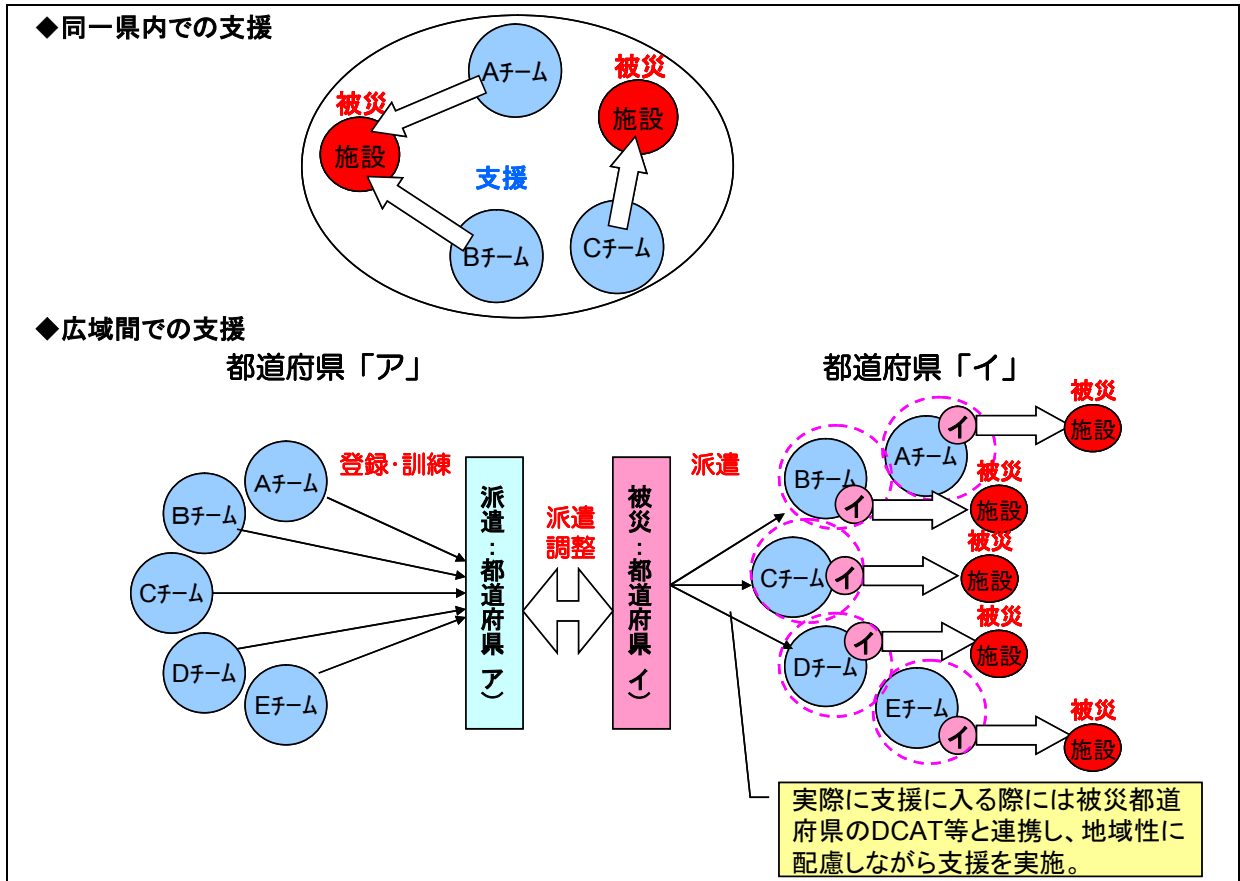 ◆同一県内での支援
Aチーム
被災
施設
被災
施設
支援
Bチーム
Cチーム
◆広域間での支援
都道府県「ア」
都道府県「イ」
Aチーム
Bチーム
Cチーム
Dチーム
Eチーム
登録・訓練
派遣：都道府県（ア）
派遣
調整
被災：都道府県（イ）
派遣
Aチーム
イ
被災
施設
Bチーム
イ
被災
施設
Cチーム
イ
被災
施設
Dチーム
イ
被災
施設
Eチーム
イ
被災
施設
実際に支援に入る際には被災都道
府県のDCAT等と連携し、地域性に
配慮しながら支援を実施。